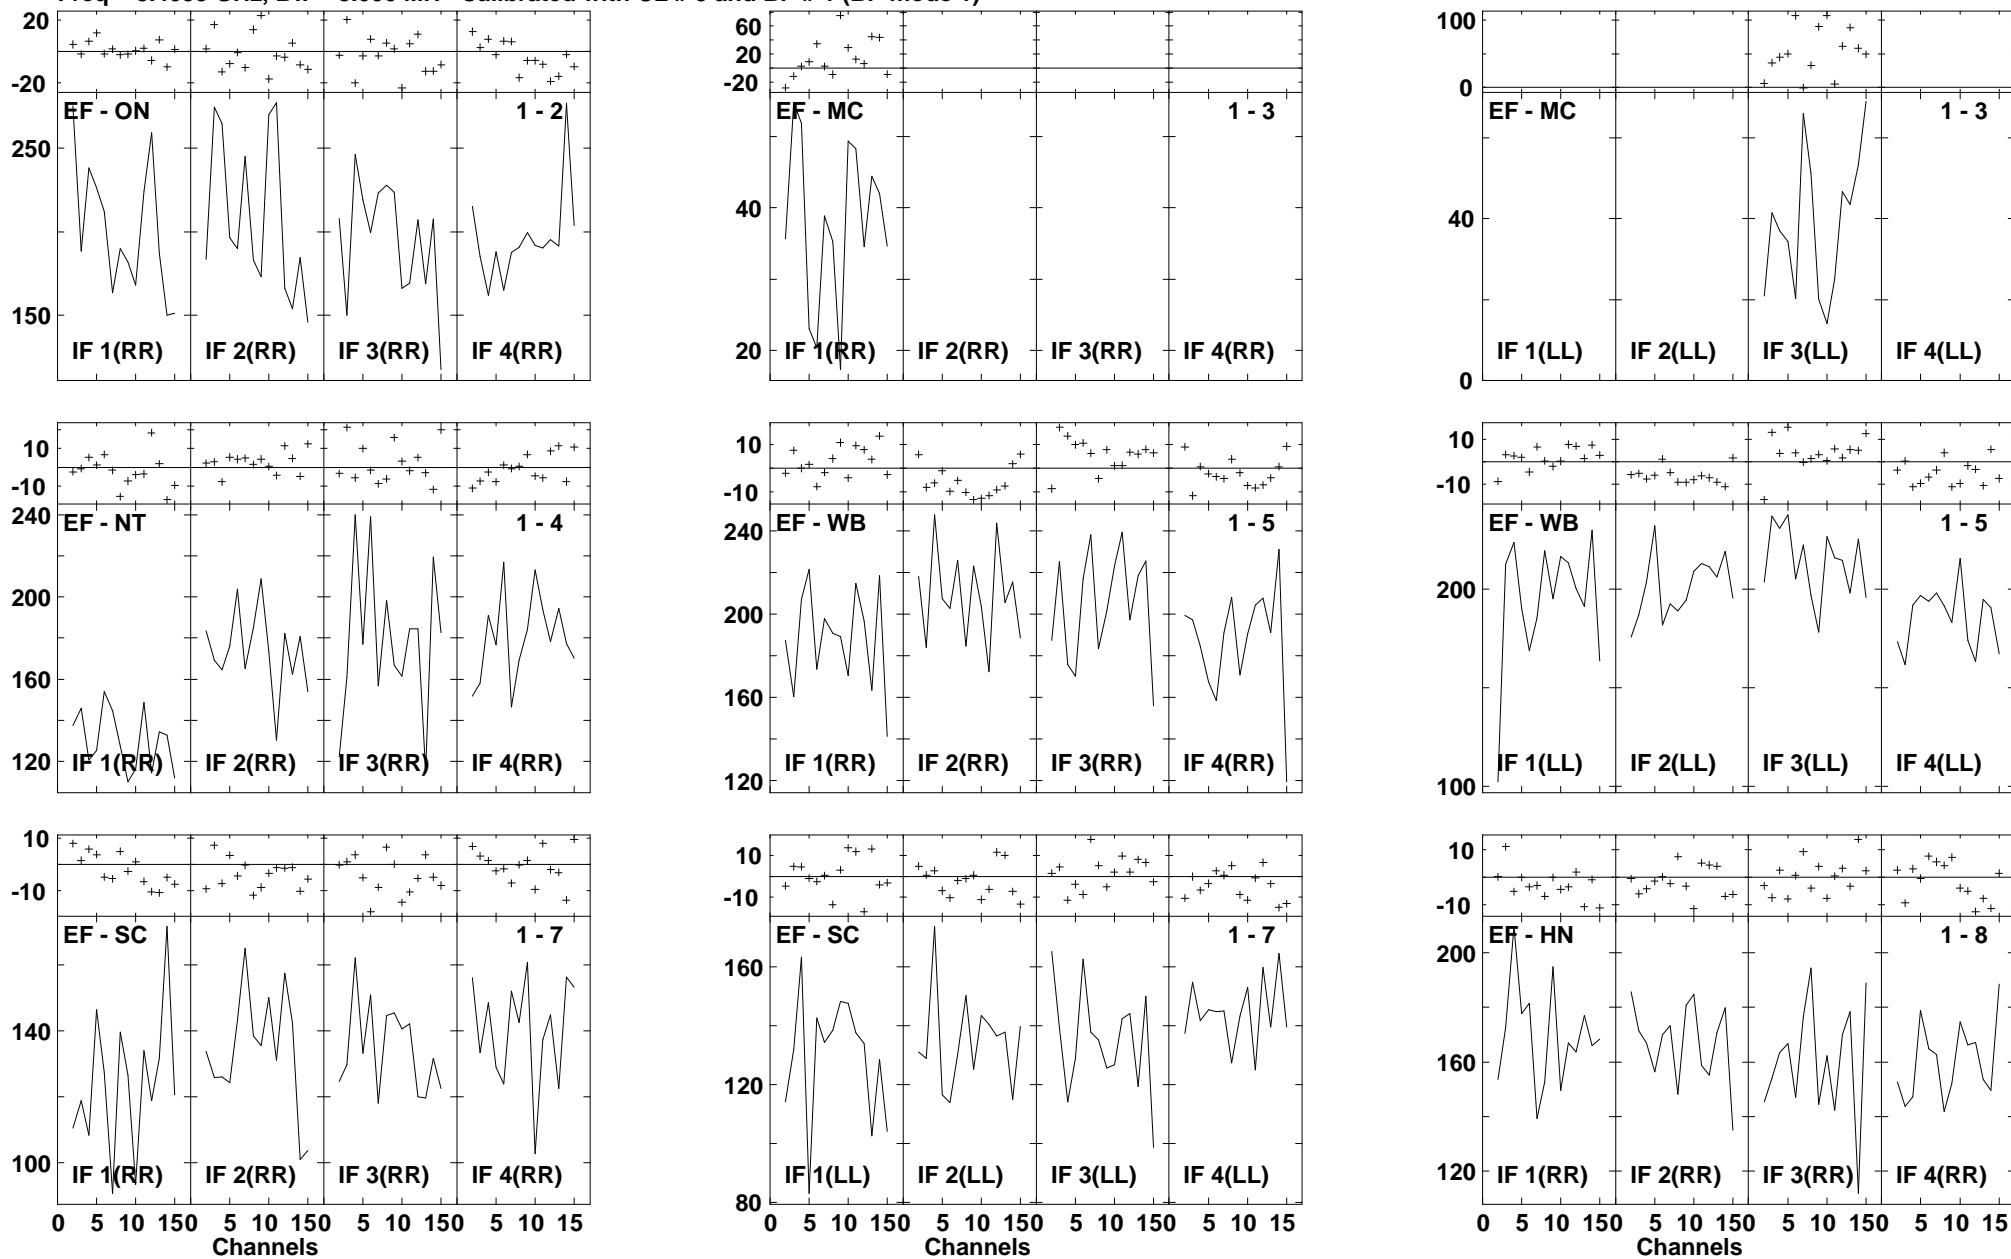 20
-20
EF - ON 1 - 2
250
150
IF 1(RR) IF 2(RR) IF 3(RR) IF 4(RR)
60
20
-20
EF - MC 1 - 3
40
20
IF 1(RR) IF 2(RR) IF 3(RR) IF 4(RR)
100
0
EF - MC 1 - 3
40
0
IF 1(LL) IF 2(LL) IF 3(LL) IF 4(LL)
10
-10
EF - NT 1 - 4
240
200
160
120
IF 1(RR) IF 2(RR) IF 3(RR) IF 4(RR)
10
-10
EF - WB 1 - 5
240
200
160
120
IF 1(RR) IF 2(RR) IF 3(RR) IF 4(RR)
10
-10
EF - WB 1 - 5
200
100
IF 1(LL) IF 2(LL) IF 3(LL) IF 4(LL)
10
-10
EF - SC 1 - 7
140
100
IF 1(RR) IF 2(RR) IF 3(RR) IF 4(RR)
0 5 10 150 5 10 150 5 10 150 5 10 15
Channels
10
-10
EF - SC 1 - 7
160
120
80
IF 1(LL) IF 2(LL) IF 3(LL) IF 4(LL)
0 5 10 150 5 10 150 5 10 150 5 10 15
Channels
10
-10
EF - HN 1 - 8
200
160
120
IF 1(RR) IF 2(RR) IF 3(RR) IF 4(RR)
0 5 10 150 5 10 150 5 10 150 5 10 15
Channels